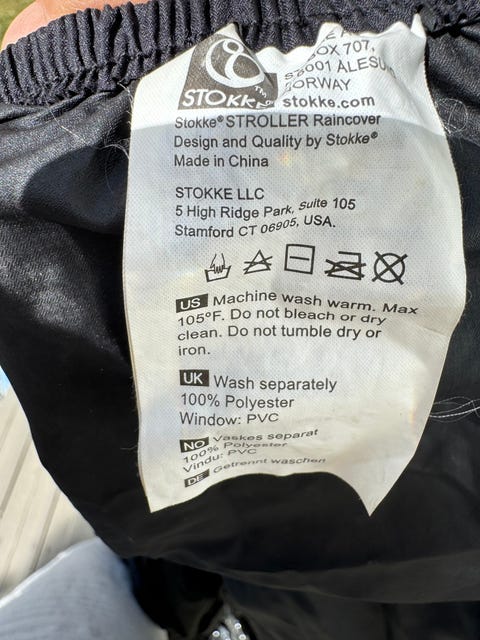 STOKKE
BOX 707,
ALESU
NORWAY
stokke.com
Stokke® STROLLER Raincover
Design and Quality by Stokke®
Made in China
STOKKE LLC
5 High Ridge Park, Suite 105
Stamford CT 06905, USA.
US Machine wash warm. Max
105°F. Do not bleach or dry
clean. Do not tumble dry or
iron.
UK Wash separately
100% Polyester
Window: PVC
NO Vaskes separat
100% Polyester
Vindu: PVC
DE Getrennt waschen